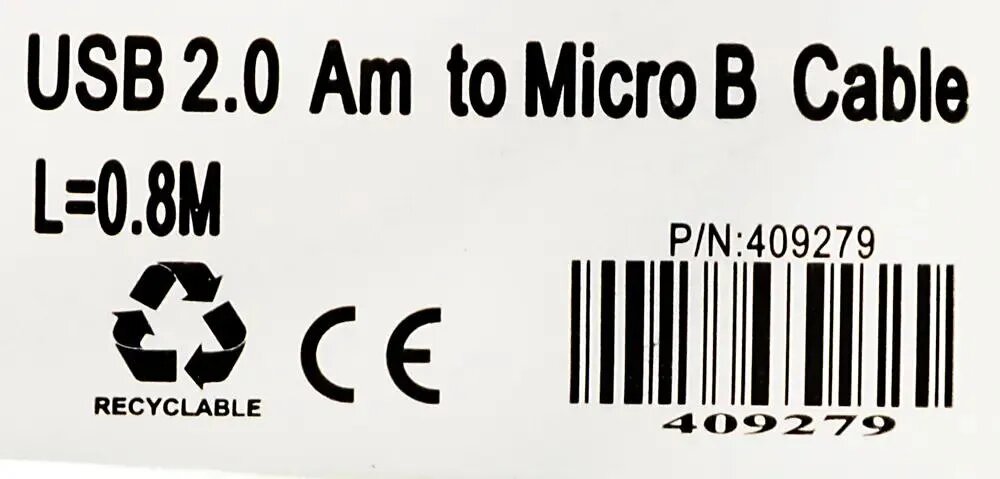 USB 2.0 Am to Micro B Cable
L=0.8M
P/N:409279
RECYCLABLE
CE
409279